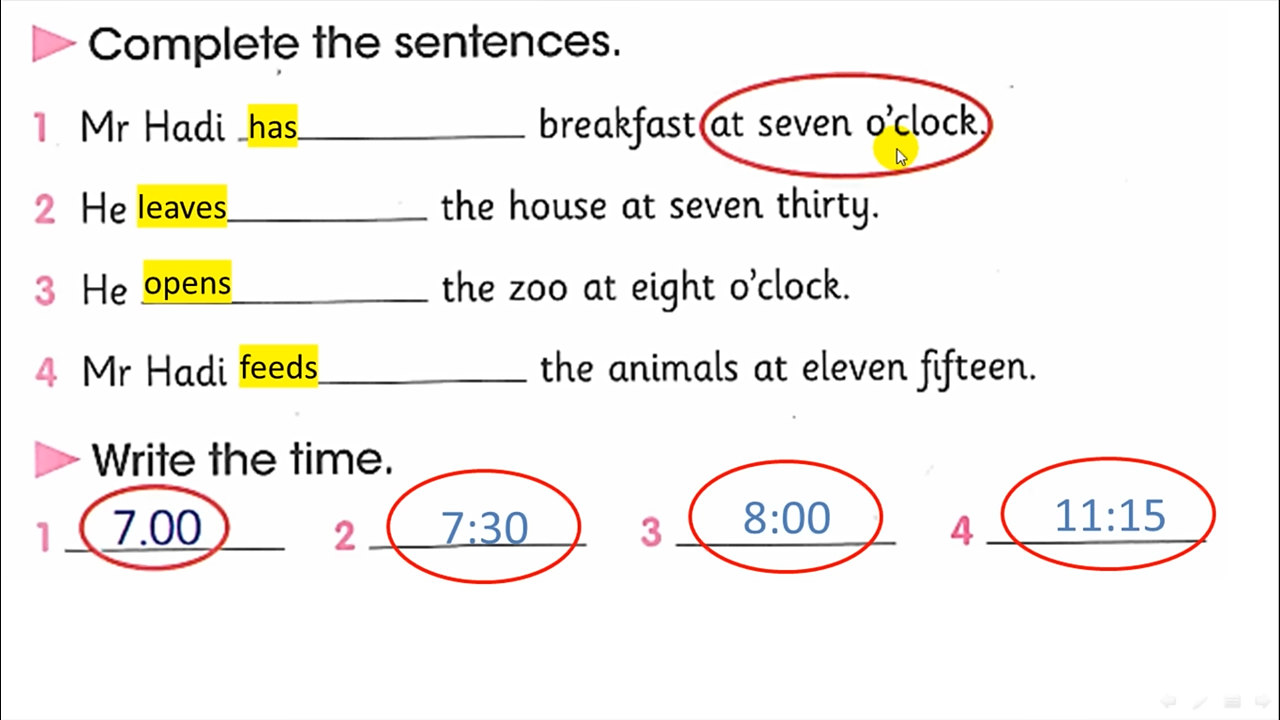 Complete the sentences.
1 Mr Hadi has breakfast at seven o'clock.
2 He leaves the house at seven thirty.
3 He opens the zoo at eight o'clock.
4 Mr Hadi feeds the animals at eleven fifteen.
Write the time.
1 7.00 2 7:30 3 8:00 4 11:15